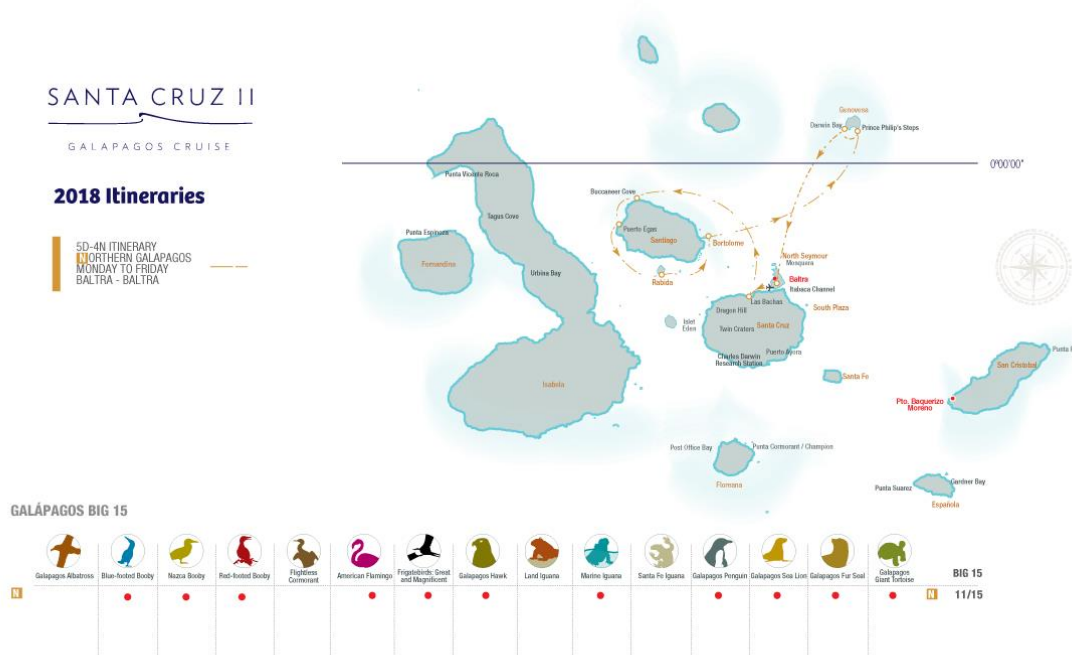 SANTA CRUZ II
GALAPAGOS CRUISE
2018 Itineraries
5D-4N ITINERARY
NORTHERN GALAPAGOS
MONDAY TO FRIDAY
BALTRA - BALTRA
Genovesa
Darwin Bay
Prince Philip's Steps
0º00'00"
Punta Vicente Roca
Buccaneer Cove
Tagus Cove
Puerto Egas
Punta Espinoza
Santiago
Bartolome
Fernandina
North Seymour
Mosquera
Urbina Bay
Rabida
Baltra
Itabaca Channel
Las Bachas
Dragon Hill
South Plaza
Islet
Eden
Twin Craters
Santa Cruz
Charles Darwin
Research Station
Puerto Ayora
Punta
San Cristobal
Santa Fe
Isabela
Pto. Baquerizo
Moreno
Post Office Bay
Punta Cormorant / Champion
Floreana
Punta Suarez
Gardner Bay
Española
GALÁPAGOS BIG 15
Galapagos Albatross
Blue-footed Booby
Nazca Booby
Red-footed Booby
Flightless
Cormorant
American Flamingo
Frigatebirds: Great
and Magnificent
Galapagos Hawk
Land Iguana
Marine Iguana
Santa Fe Iguana
Galapagos Penguin
Galapagos Sea Lion
Galapagos Fur Seal
Galapagos
Giant Tortoise
BIG 15
N
N
11/15